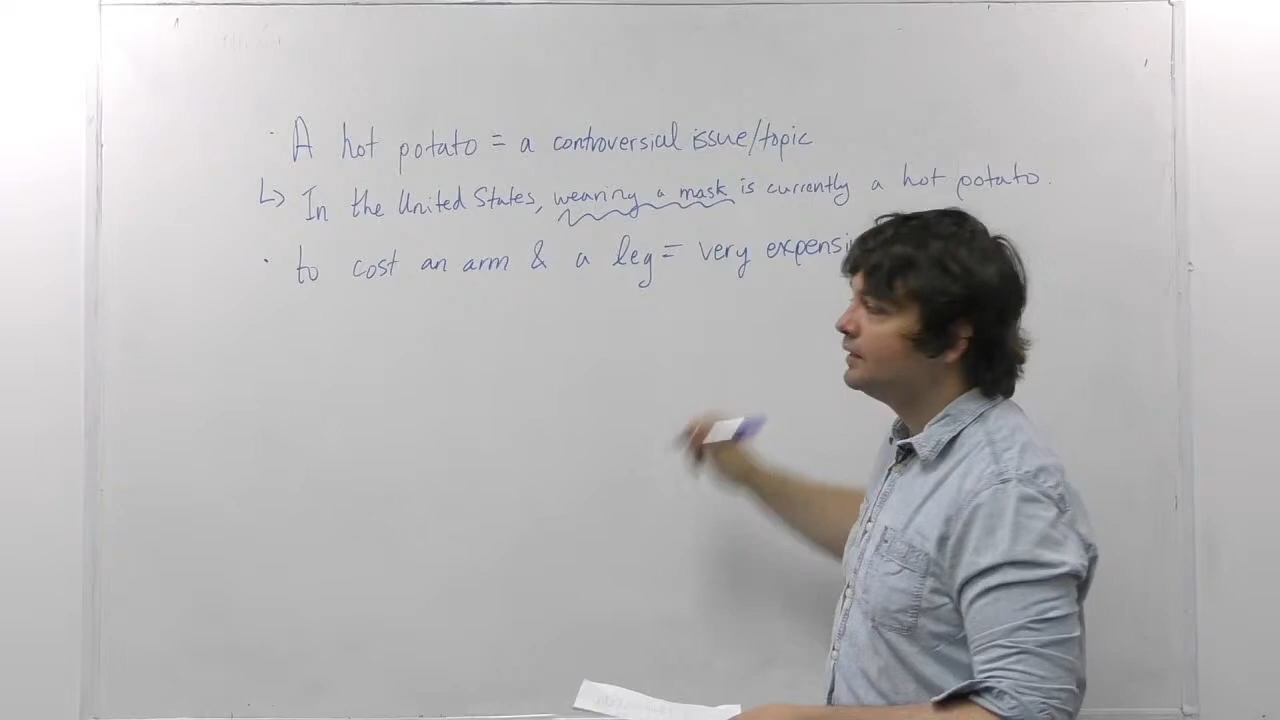 · A hot potato = a controversial issue/topic
↳ In the United States, wearing a mask is currently a hot potato.
· to cost an arm & a leg = very expensi